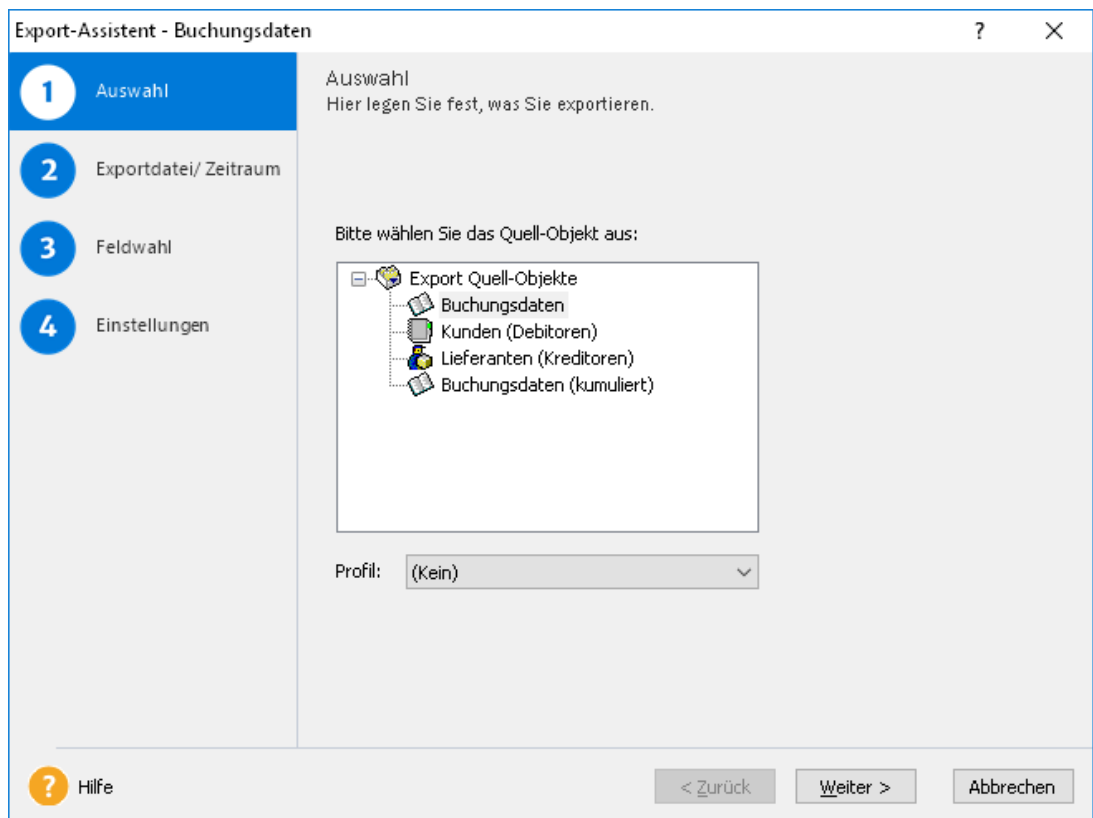 Export-Assistent - Buchungsdaten
?
1 Auswahl
2 Exportdatei/ Zeitraum
3 Feldwahl
4 Einstellungen
Auswahl
Hier legen Sie fest, was Sie exportieren.
Bitte wählen Sie das Quell-Objekt aus:
Export Quell-Objekte
Buchungsdaten
Kunden (Debitoren)
Lieferanten (Kreditoren)
Buchungsdaten (kumuliert)
Profil: (Kein)
? Hilfe
< Zurück
Weiter >
Abbrechen